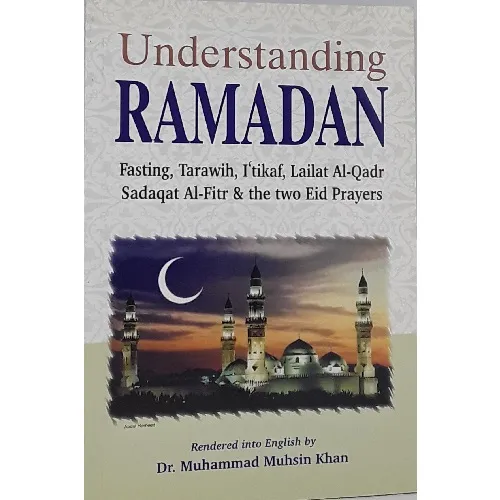 Understanding
RAMADAN
Fasting, Tarawih, I'tikaf, Lailat Al-Qadr
Sadaqat Al-Fitr & the two Eid Prayers
Rendered into English by
Dr. Muhammad Muhsin Khan